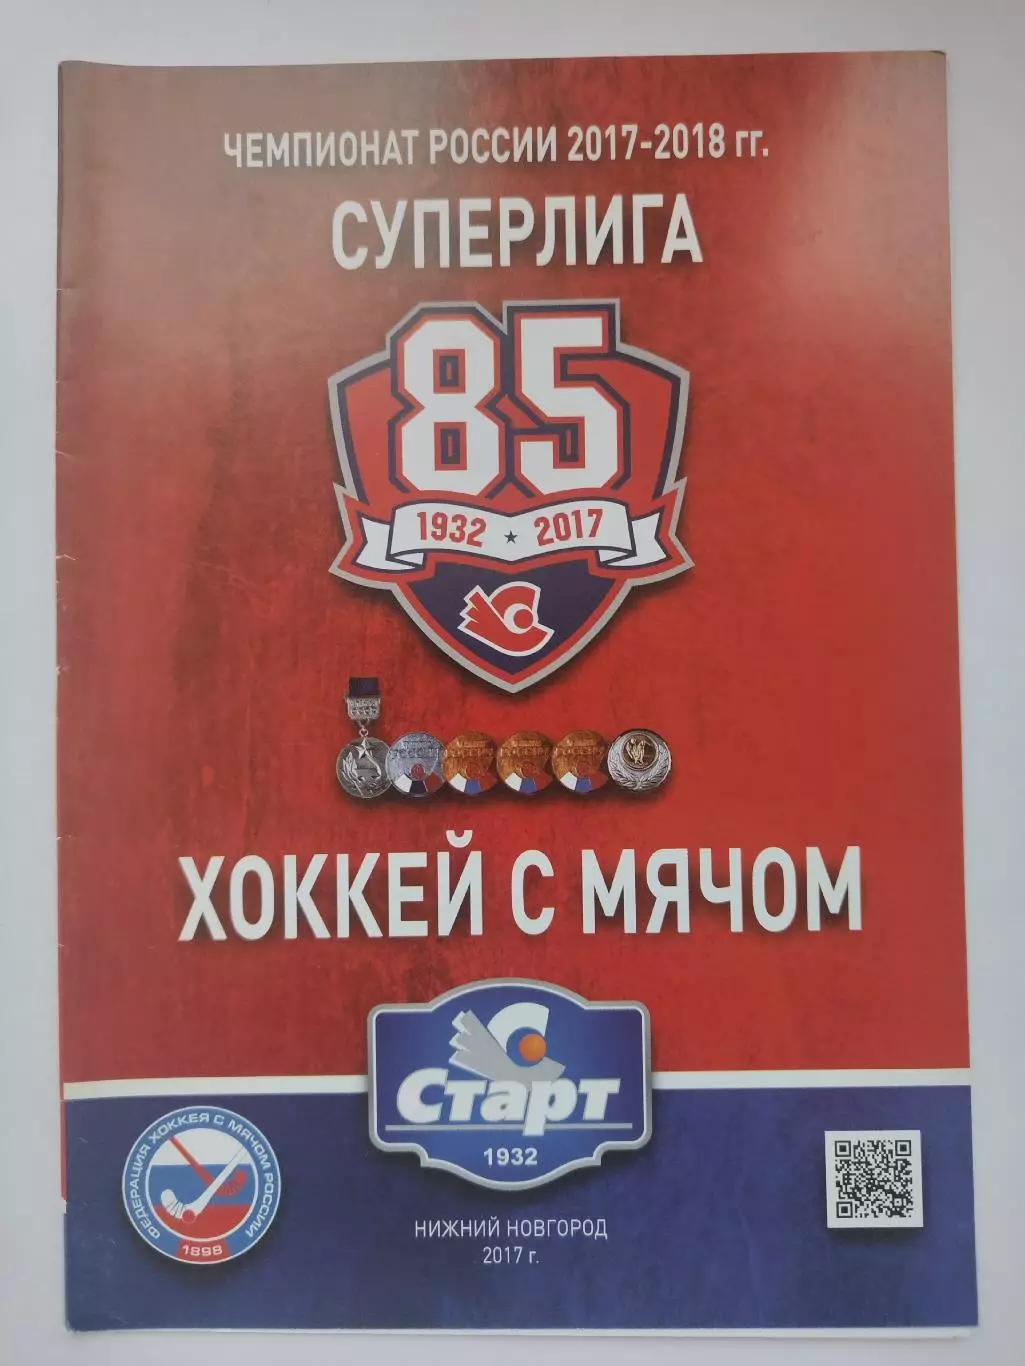 ЧЕМПИОНАТ РОССИИ 2017-2018 гг.
СУПЕРЛИГА
85
1932 ★ 2017
ХОККЕЙ С МЯЧОМ
Старт
1932
ФЕДЕРАЦИЯ ХОККЕЯ С МЯЧОМ РОССИИ
1898
НИЖНИЙ НОВГОРОД
2017 г.